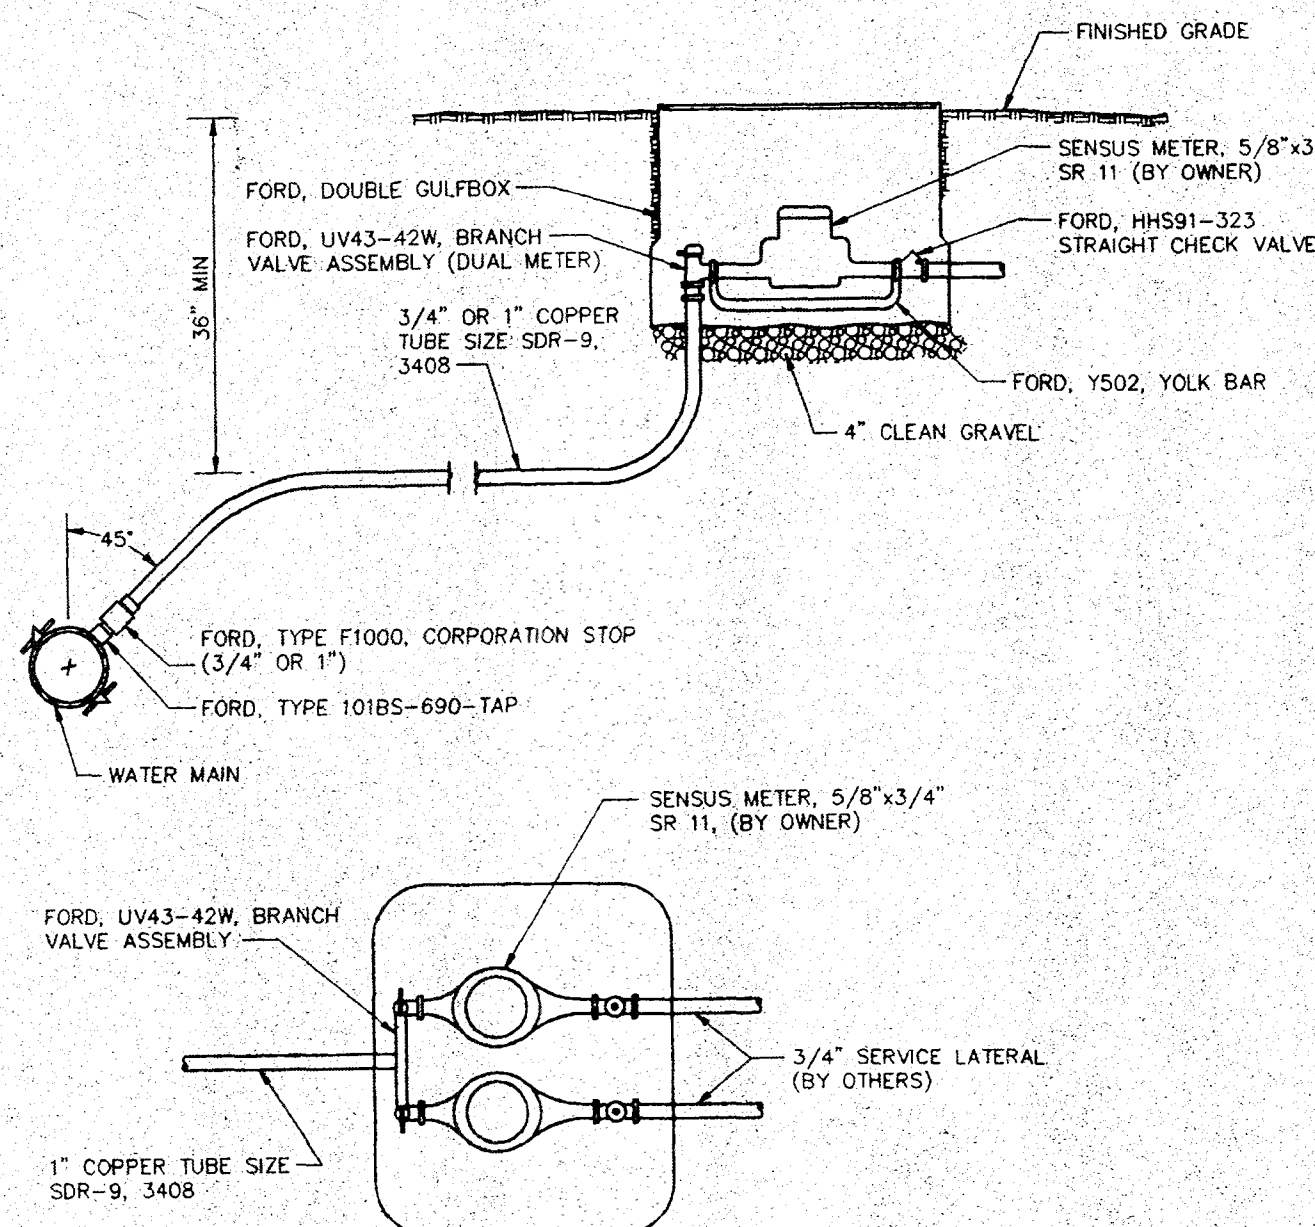 FINISHED GRADE
SENSUS METER, 5/8"x3
SR 11 (BY OWNER)
FORD, DOUBLE GULFBOX
FORD, HHS91-323
STRAIGHT CHECK VALVE
FORD, UV43-42W, BRANCH
VALVE ASSEMBLY (DUAL METER)
36" MIN
3/4" OR 1" COPPER
TUBE SIZE SDR-9,
3408
FORD, Y502, YOLK BAR
4" CLEAN GRAVEL
45°
FORD, TYPE F1000, CORPORATION STOP
(3/4" OR 1")
FORD, TYPE 101BS-690-TAP
WATER MAIN
SENSUS METER, 5/8"x3/4"
SR 11, (BY OWNER)
FORD, UV43-42W, BRANCH
VALVE ASSEMBLY
3/4" SERVICE LATERAL
(BY OTHERS)
1" COPPER TUBE SIZE
SDR-9, 3408